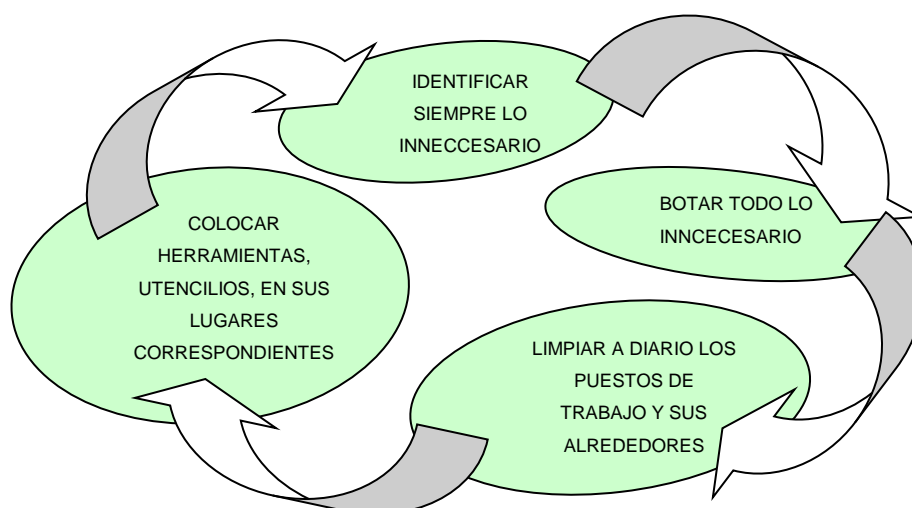 IDENTIFICAR
SIEMPRE LO
INNECCESARIO
BOTAR TODO LO
INNCECESARIO
LIMPIAR A DIARIO LOS
PUESTOS DE
TRABAJO Y SUS
ALREDEDORES
COLOCAR
HERRAMIENTAS,
UTENCILIOS, EN SUS
LUGARES
CORRESPONDIENTES